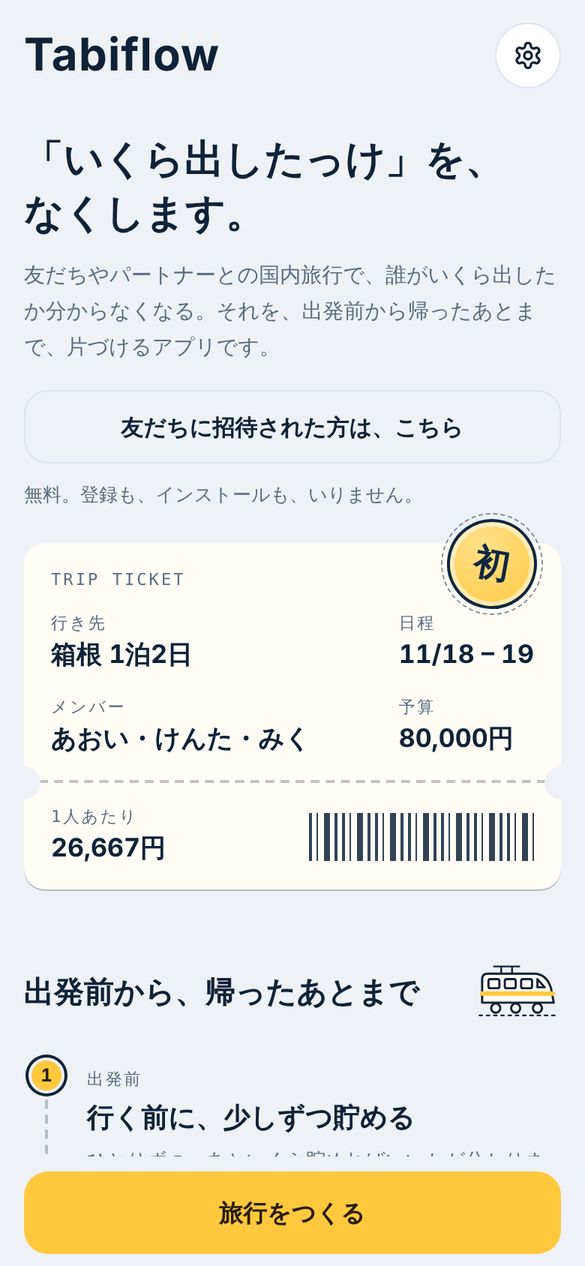 Tabiflow
「いくら出したっけ」を、
なくします。
友だちやパートナーとの国内旅行で、誰がいくら出した
か分からなくなる。それを、出発前から帰ったあとま
で、片づけるアプリです。
友だちに招待された方は、こちら
無料。登録も、インストールも、いりません。
初
TRIP TICKET
行き先
日程
箱根 1泊2日
11/18 – 19
メンバー
予算
あおい・けんた・みく
80,000円
1人あたり
26,667円
出発前から、帰ったあとまで
1
出発前
行く前に、少しずつ貯める
旅行をつくる